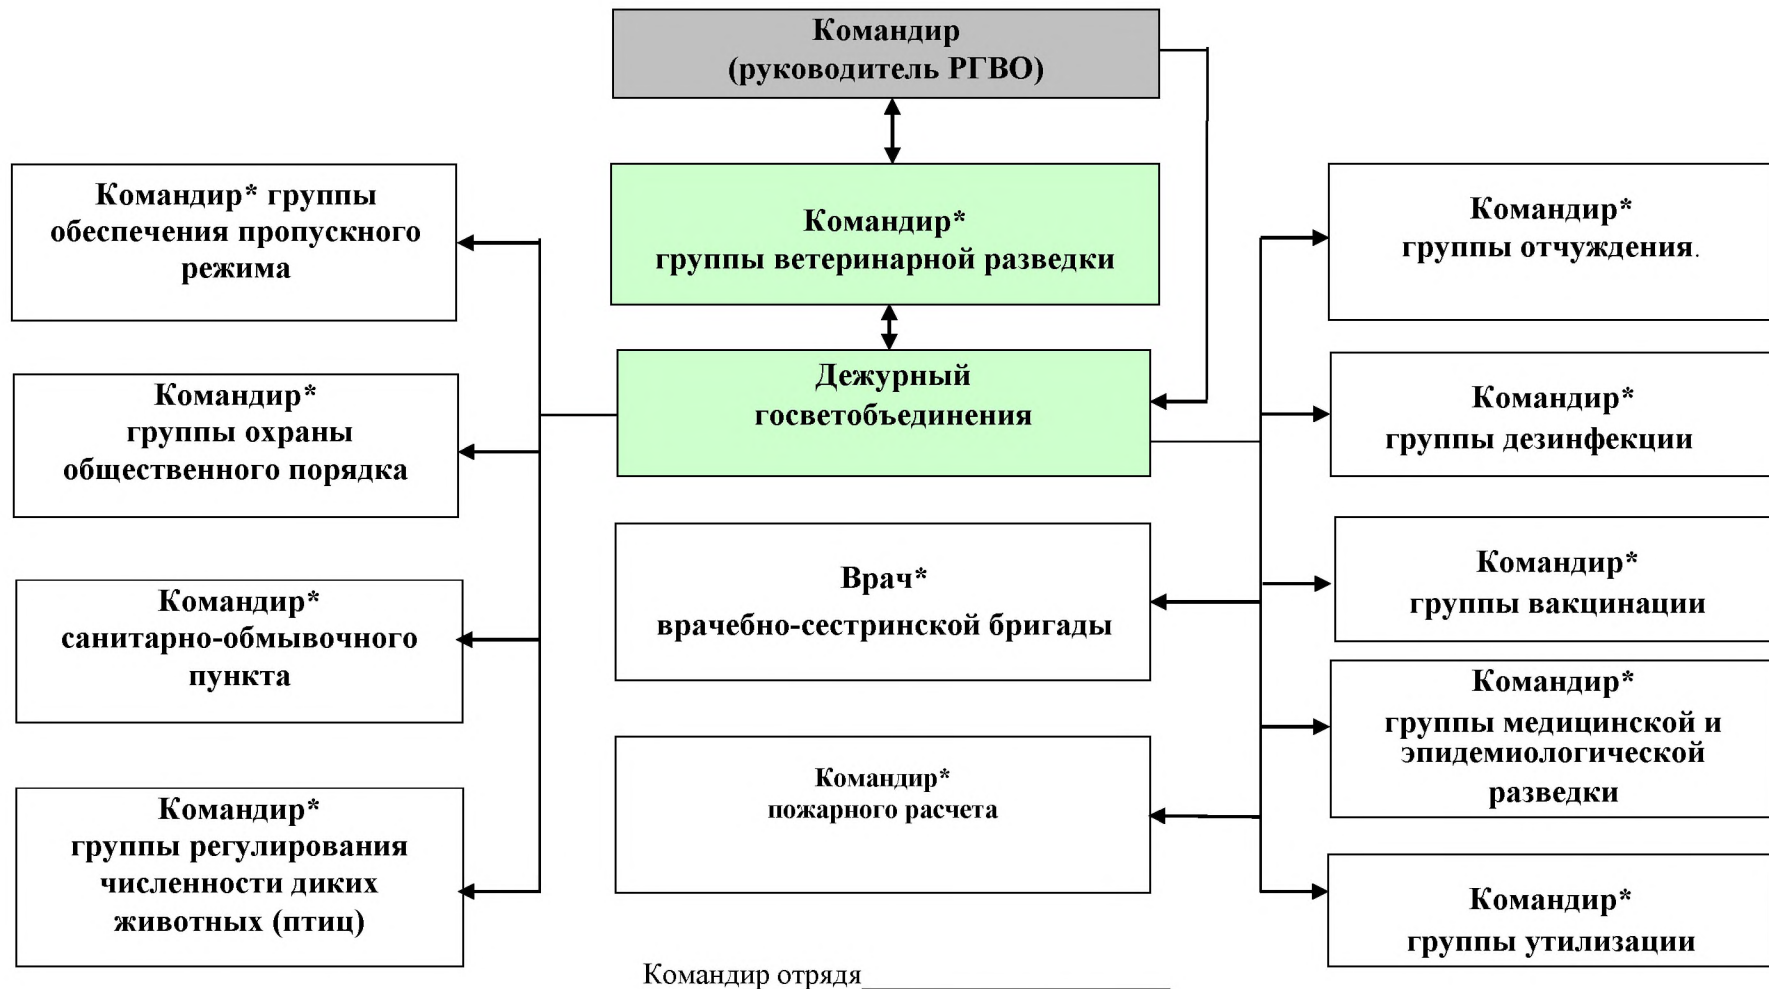 Командир
(руководитель РГВО)
Командир*
группы ветеринарной разведки
Дежурный
госветобъединения
Командир* группы
обеспечения пропускного
режима
Командир*
группы охраны
общественного порядка
Командир*
санитарно-обмывочного
пункта
Командир*
группы регулирования
численности диких
животных (птиц)
Врач*
врачебно-сестринской бригады
Командир*
пожарного расчета
Командир*
группы отчуждения.
Командир*
группы дезинфекции
Командир*
группы вакцинации
Командир*
группы медицинской и
эпидемиологической
разведки
Командир*
группы утилизации
Командир отрядя______________________